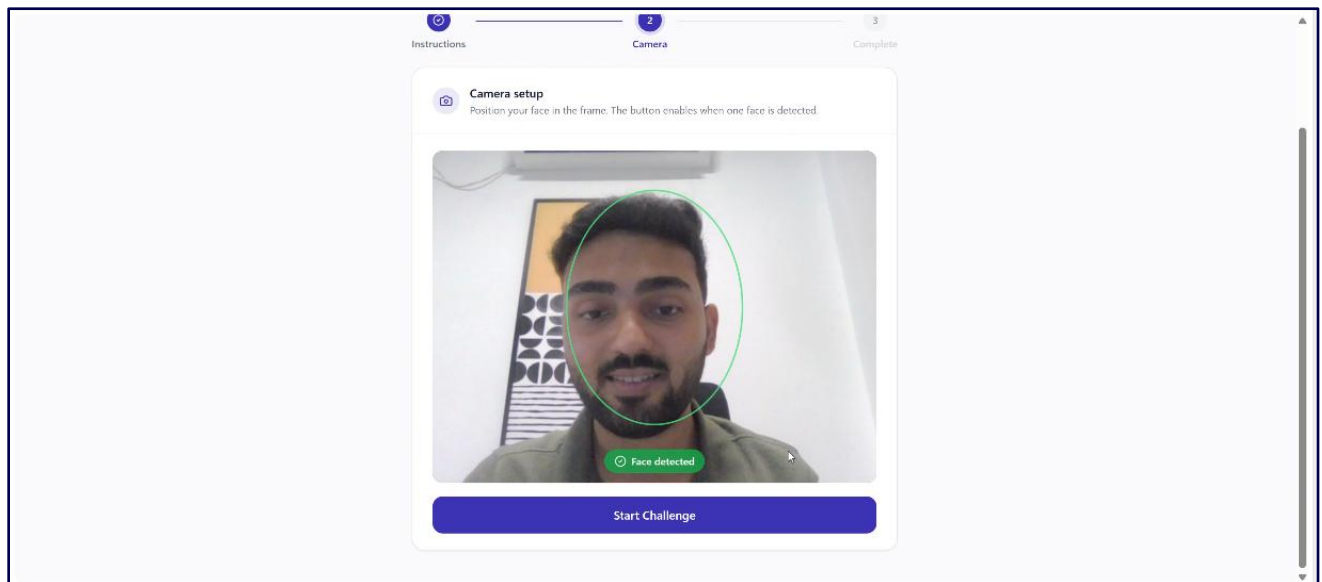 2
3
Instructions
Camera
Complete
Camera setup
Position your face in the frame. The button enables when one face is detected.
Face detected
Start Challenge